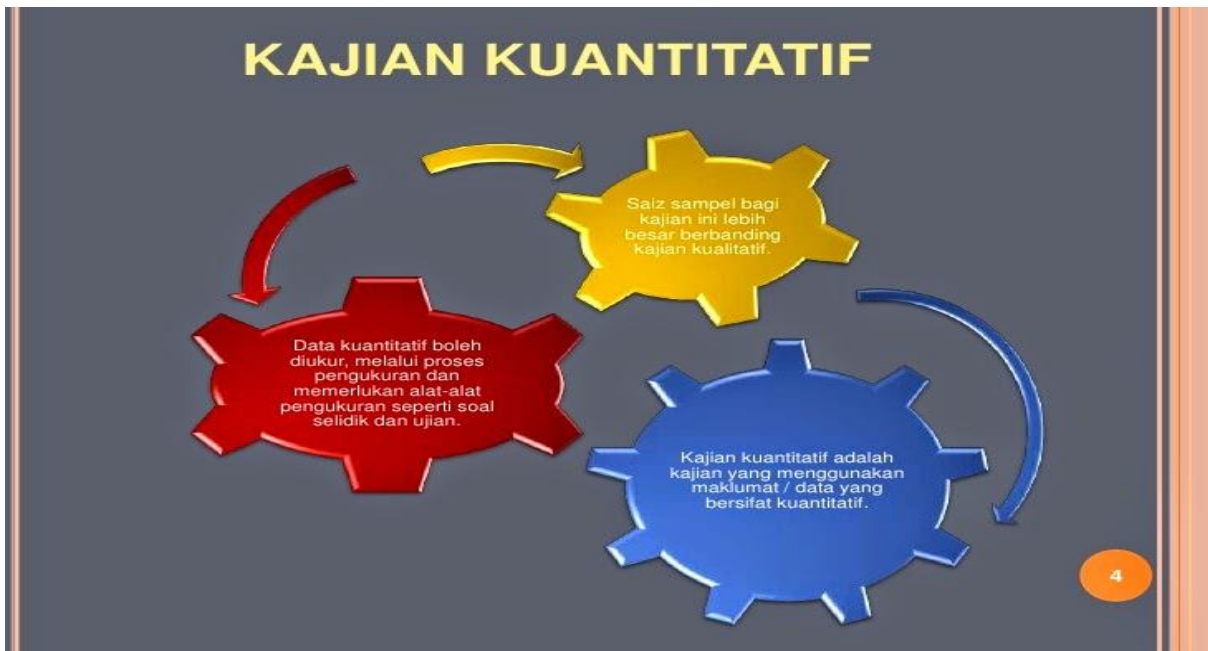 KAJIAN KUANTITATIF
Saiz sampel bagi
kajian ini lebih
besar berbanding
kajian kualitatif.
Data kuantitatif boleh
diukur, melalui proses
pengukuran dan
memerlukan alat-alat
pengukuran seperti soal
selidik dan ujian.
Kajian kuantitatif adalah
kajian yang menggunakan
maklumat / data yang
bersifat kuantitatif.
4